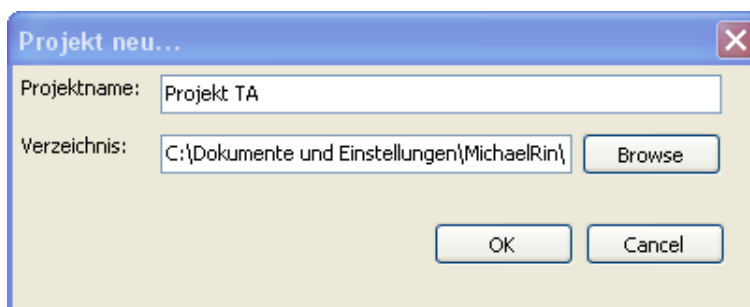 Projekt neu...
Projektname: Projekt TA
Verzeichnis: C:\Dokumente und Einstellungen\MichaelRin\ Browse
OK Cancel